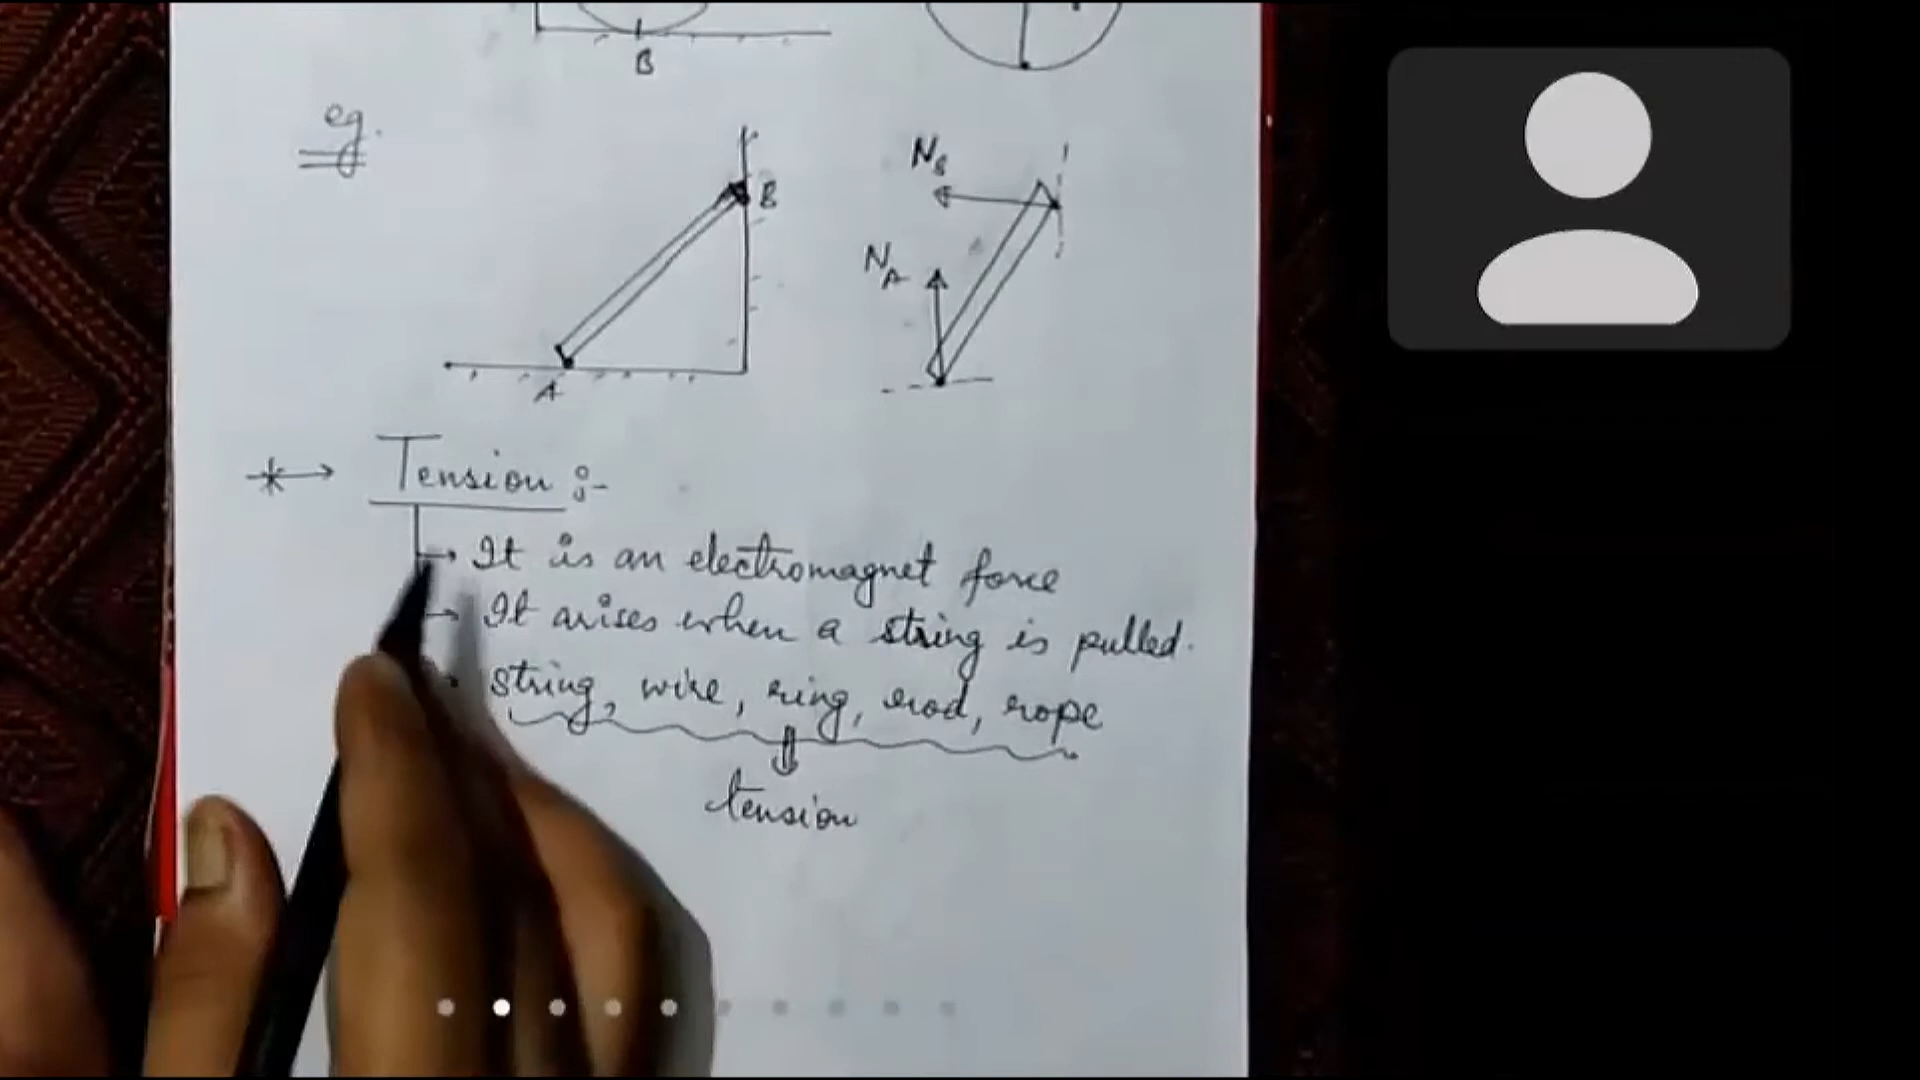 B
eg.
B
A
N_B
N_A
* → Tension :-
→ It is an electromagnet force
→ It arises when a string is pulled.
→ string, wire, ring, rod, rope
⇓
tension